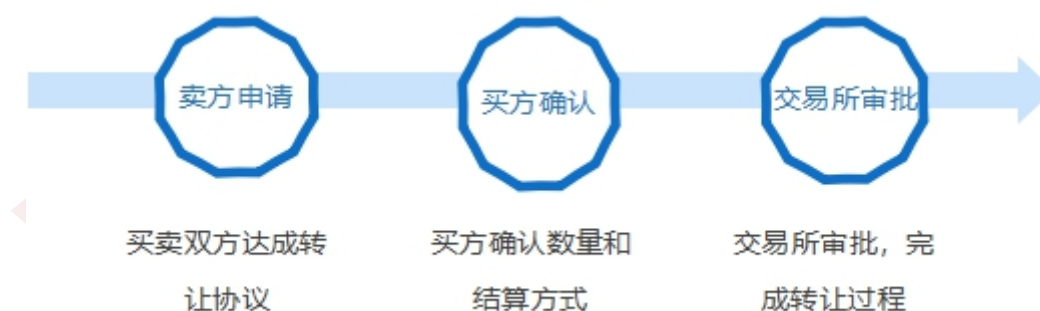 卖方申请
买方确认
交易所审批
买卖双方达成转
让协议
买方确认数量和
结算方式
交易所审批，完
成转让过程